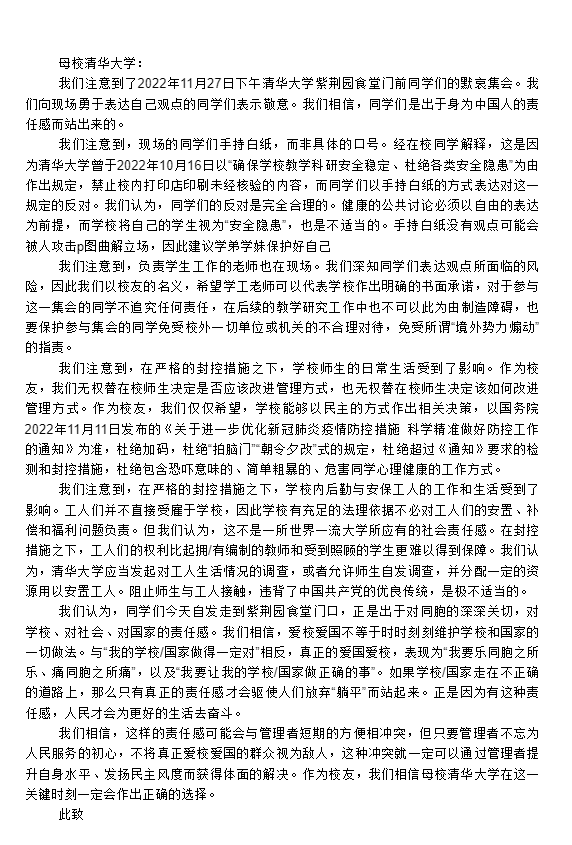 母校清华大学：
我们注意到了2022年11月27日下午清华大学紫荆园食堂门前同学们的默哀集会。我
们向现场勇于表达自己观点的同学们表示敬意。我们相信，同学们是出于身为中国人的责
任感而站出来的。
我们注意到，现场的同学们手持白纸，而非具体的口号。经在校同学解释，这是因
为清华大学曾于2022年10月16日以“确保学校教学科研安全稳定、杜绝各类安全隐患”为由
作出规定，禁止校内打印店印刷未经核验的内容，而同学们以手持白纸的方式表达对这一
规定的反对。我们认为，同学们的反对是完全合理的。健康的公共讨论必须以自由的表达
为前提，而学校将自己的学生视为“安全隐患”，也是不适当的。手持白纸没有观点可能会
被人攻击p图曲解立场，因此建议学弟学妹保护好自己
我们注意到，负责学生工作的老师也在现场。我们深知同学们表达观点所面临的风
险，因此我们以校友的名义，希望学工老师可以代表学校作出明确的书面承诺，对于参与
这一集会的同学不追究任何责任，在后续的教学研究工作中也不可以此为由制造障碍，也
要保护参与集会的同学免受校外一切单位或机关的不合理对待，免受所谓“境外势力煽动”
的指责。
我们注意到，在严格的封控措施之下，学校师生的日常生活受到了影响。作为校
友，我们无权替在校师生决定是否应该改进管理方式，也无权替在校师生决定该如何改进
管理方式。作为校友，我们仅仅希望，学校能够以民主的方式作出相关决策，以国务院
2022年11月11日发布的《关于进一步优化新冠肺炎疫情防控措施 科学精准做好防控工作
的通知》为准，杜绝加码，杜绝“拍脑门”“朝令夕改”式的规定，杜绝超过《通知》要求的检
测和封控措施，杜绝包含恐吓意味的、简单粗暴的、危害同学心理健康的工作方式。
我们注意到，在严格的封控措施之下，学校内后勤与安保工人的工作和生活受到了
影响。工人们并不直接受雇于学校，因此学校有充足的法理依据不必对工人们的安置、补
偿和福利问题负责。但我们认为，这不是一所世界一流大学所应有的社会责任感。在封控
措施之下，工人们的权利比起拥/有编制的教师和受到照顾的学生更难以得到保障。我们认
为，清华大学应当发起对工人生活情况的调查，或者允许师生自发调查，并分配一定的资
源用以安置工人。阻止师生与工人接触，违背了中国共产党的优良传统，是极不适当的。
我们认为，同学们今天自发走到紫荆园食堂门口，正是出于对同胞的深深关切，对
学校、对社会、对国家的责任感。我们相信，爱校爱国不等于时时刻刻维护学校和国家的
一切做法。与“我的学校/国家做得一定对”相反，真正的爱国爱校，表现为“我要乐同胞之所
乐、痛同胞之所痛”，以及“我要让我的学校/国家做正确的事”。如果学校/国家走在不正确
的道路上，那么只有真正的责任感才会驱使人们放弃“躺平”而站起来。正是因为有这种责
任感，人民才会为更好的生活去奋斗。
我们相信，这样的责任感可能会与管理者短期的方便相冲突，但只要管理者不忘为
人民服务的初心，不将真正爱校爱国的群众视为敌人，这种冲突就一定可以通过管理者提
升自身水平、发扬民主风度而获得体面的解决。作为校友，我们相信母校清华大学在这一
关键时刻一定会作出正确的选择。
此致